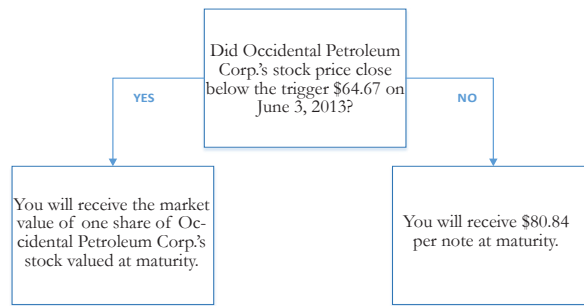 Did Occidental Petroleum
Corp.'s stock price close
below the trigger $64.67 on
June 3, 2013?
YES
NO
You will receive the market
value of one share of Oc-
cidental Petroleum Corp.'s
stock valued at maturity.
You will receive $80.84
per note at maturity.